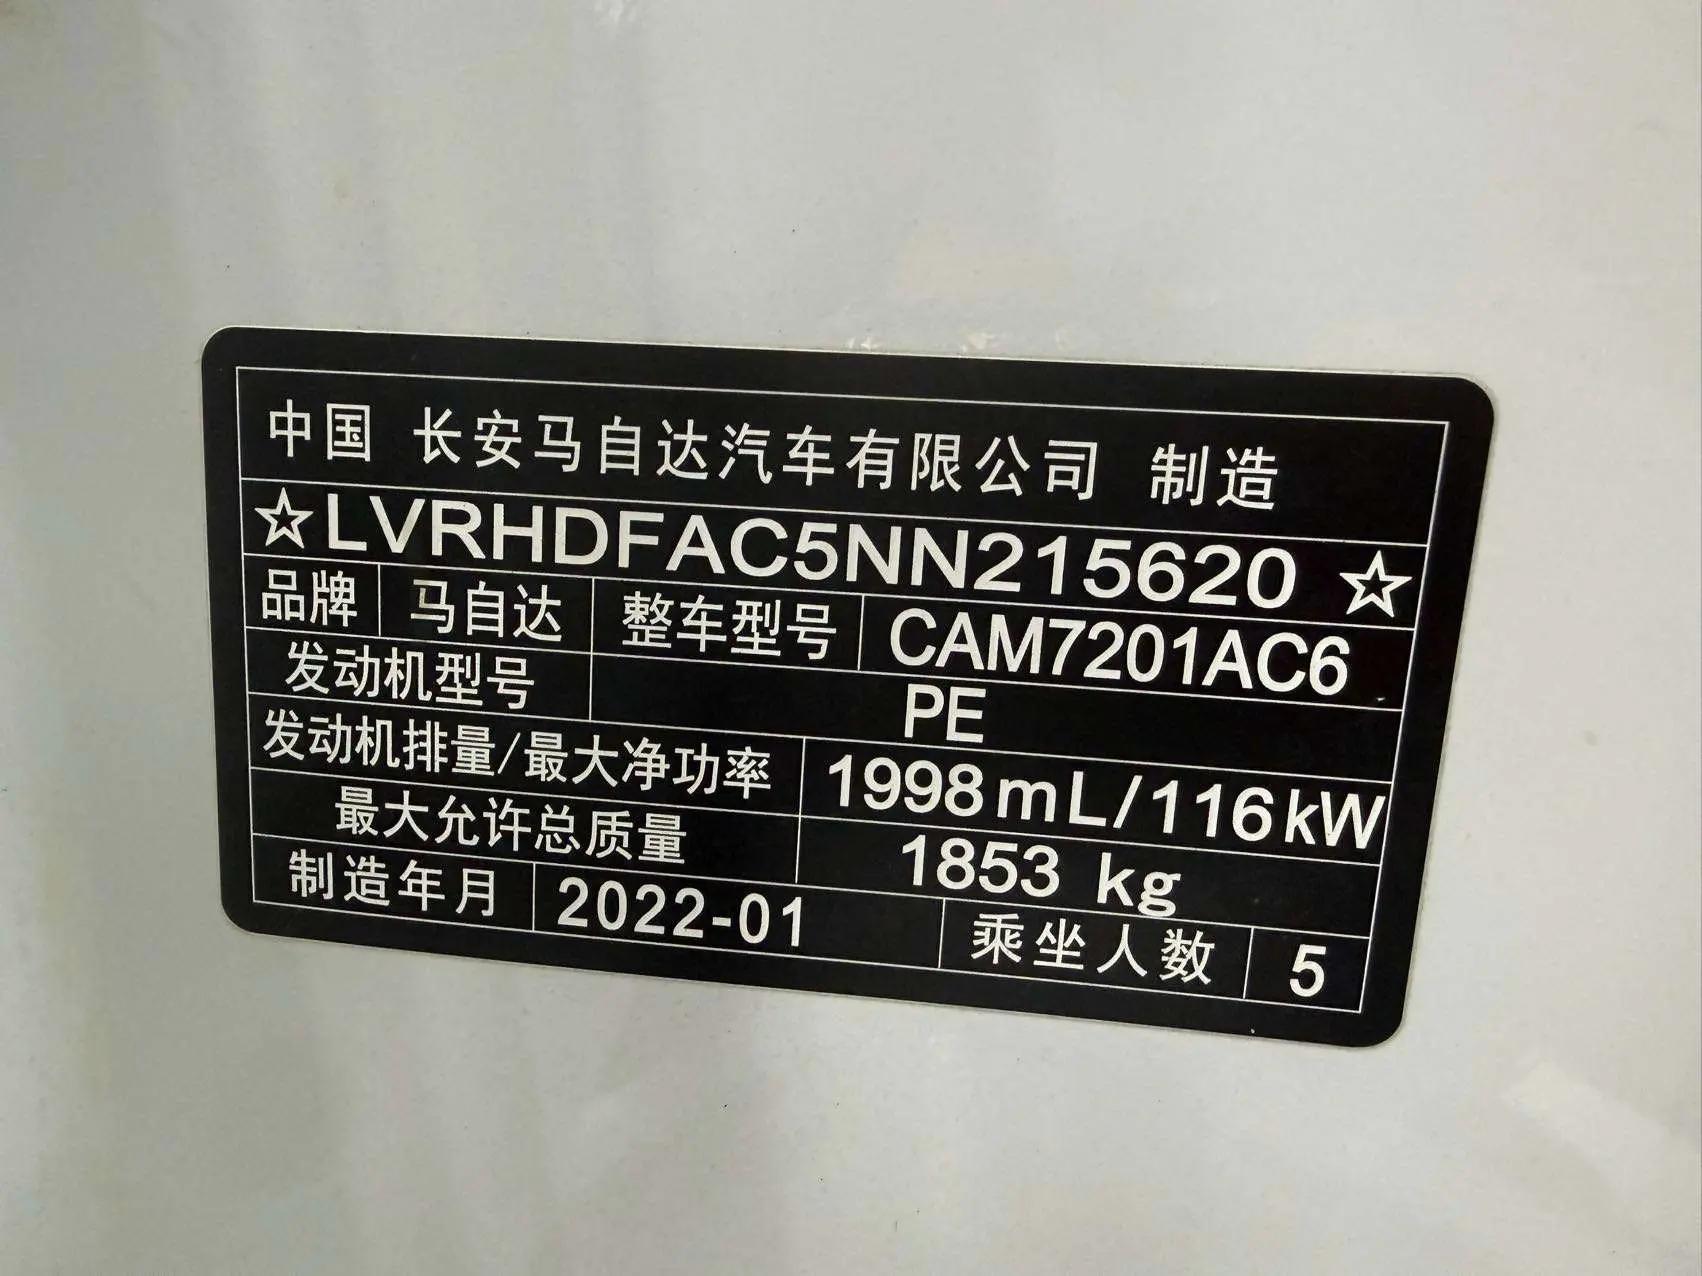 中国 长安马自达汽车有限公司 制造
☆LVRHDFAC5NN215620☆
品牌 马自达 整车型号 CAM7201AC6
发动机型号 PE
发动机排量/最大净功率 1998mL/116kW
最大允许总质量 1853 kg
制造年月 2022-01 乘坐人数 5